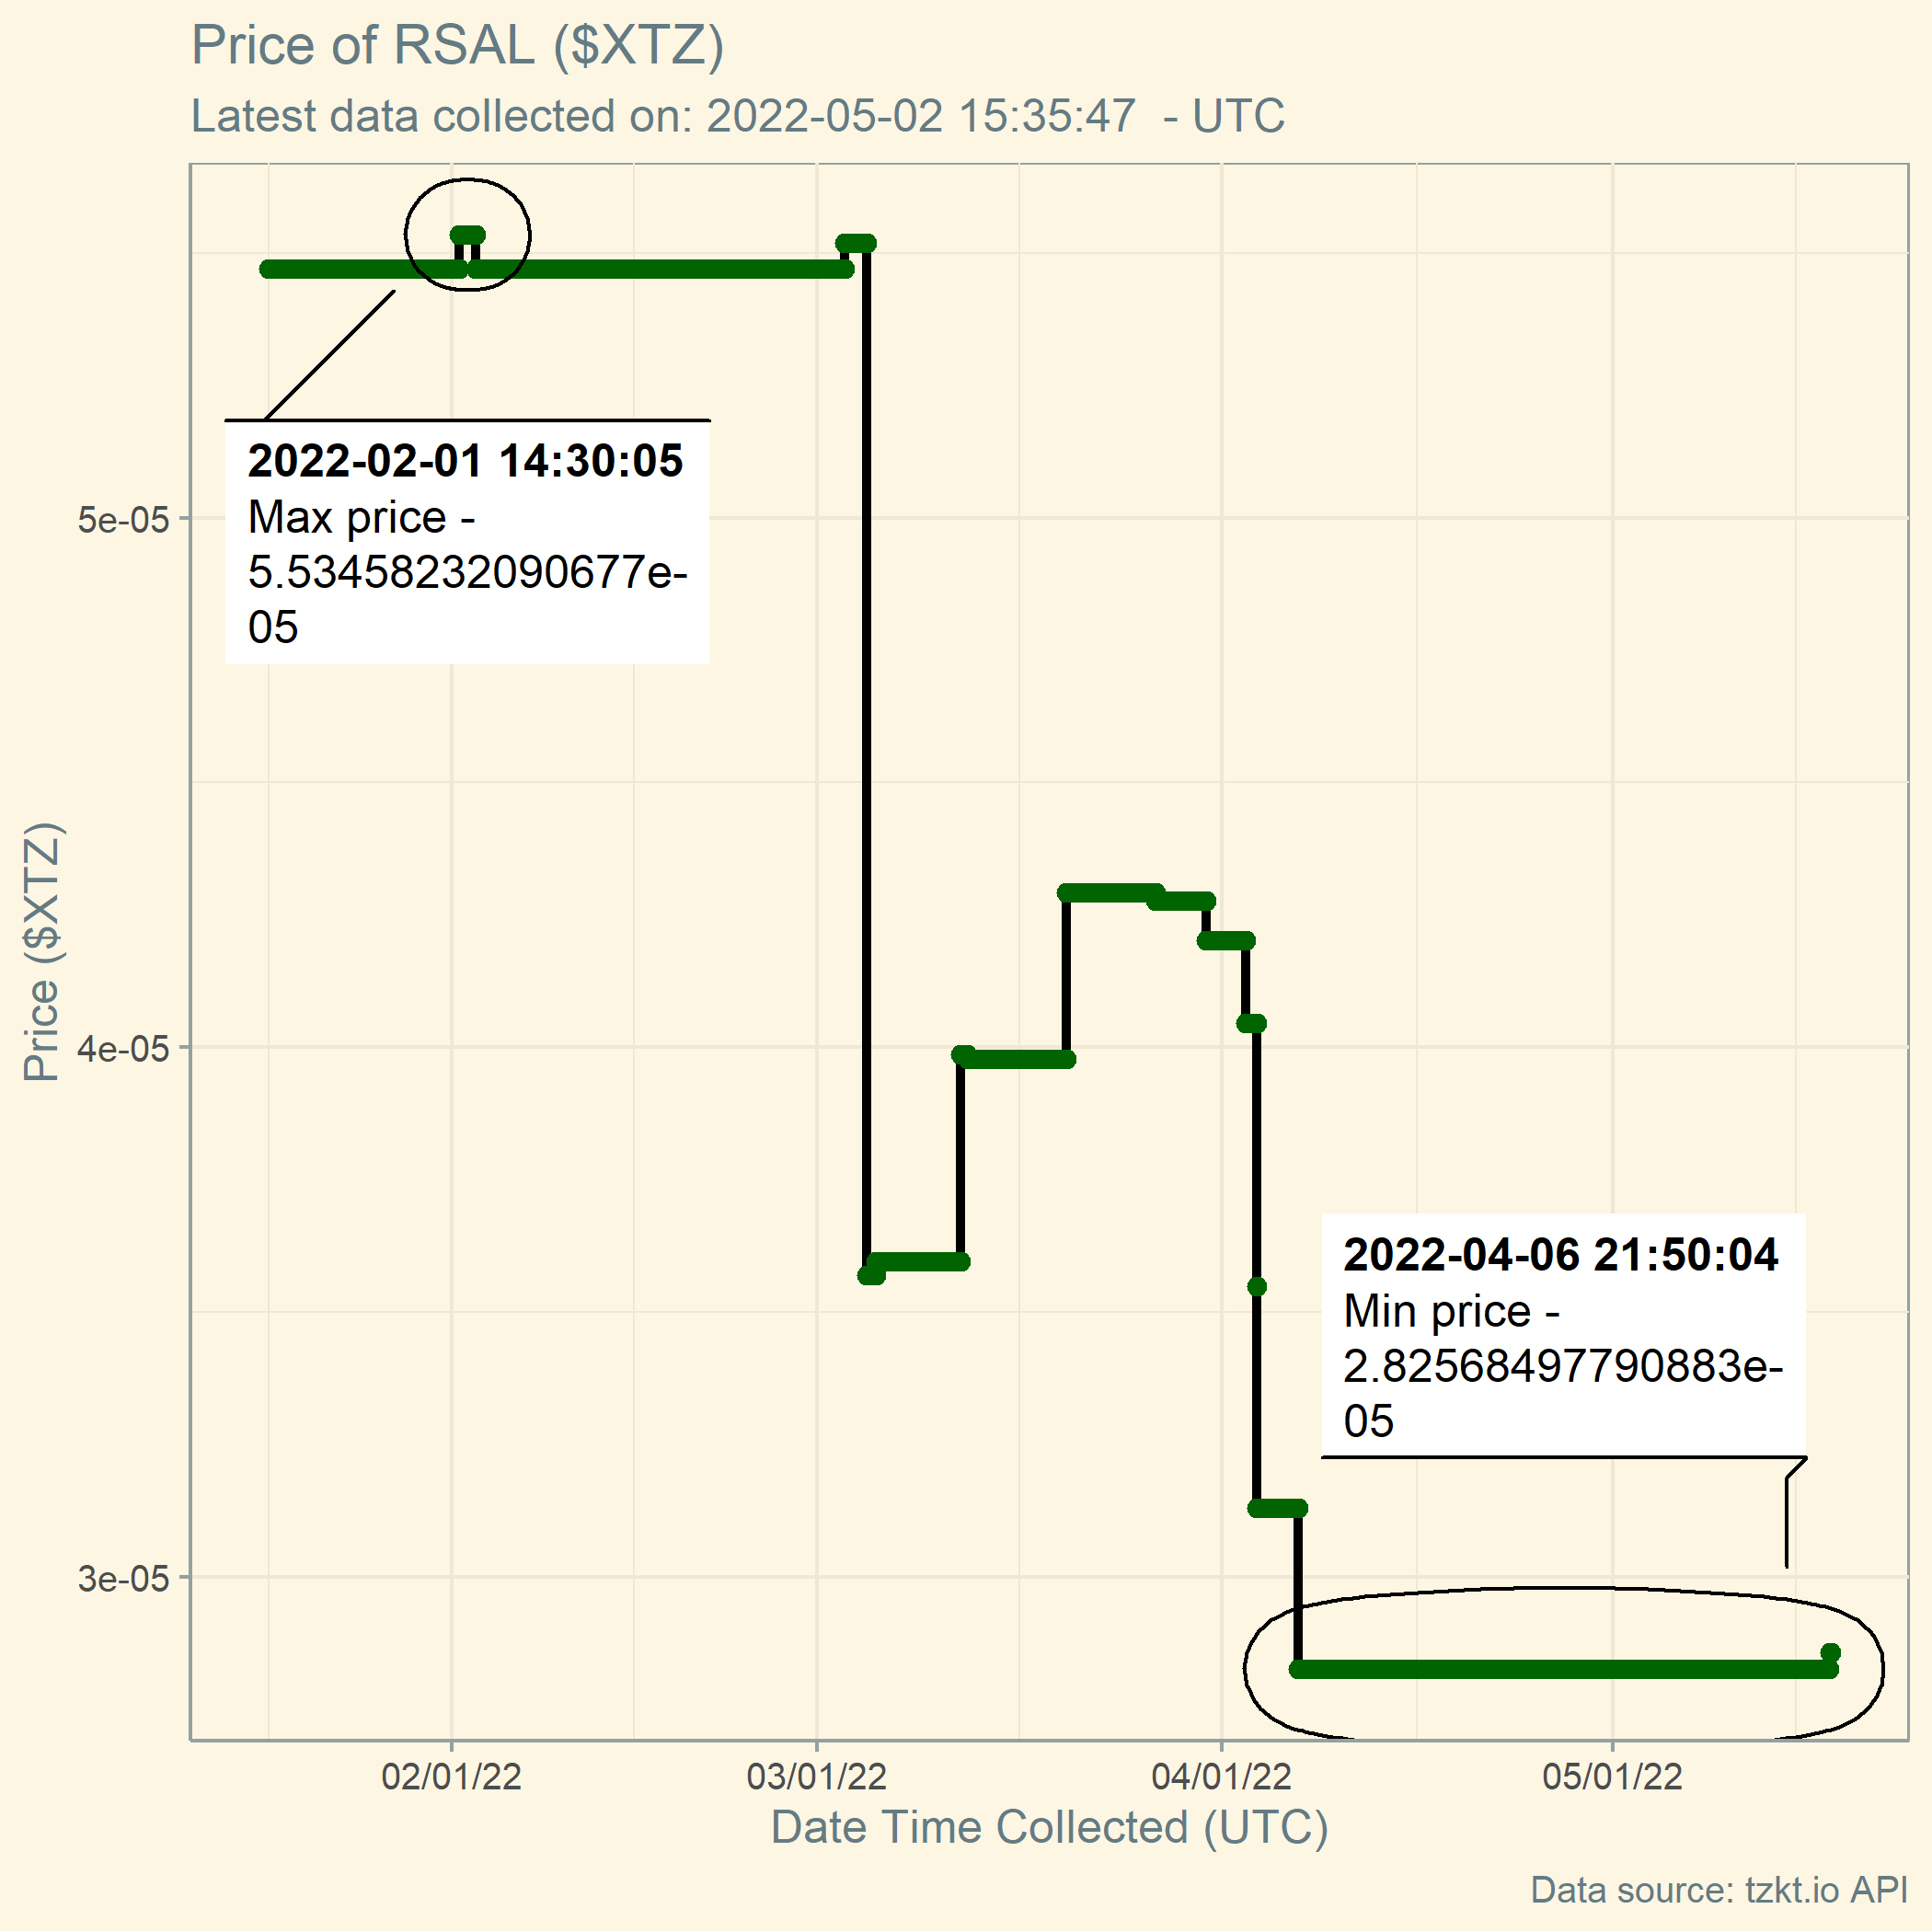 Price of RSAL ($XTZ)
Latest data collected on: 2022-05-02 15:35:47  - UTC
2022-02-01 14:30:05
Max price -
5.53458232090677e-
05
5e-05
4e-05
3e-05
Price ($XTZ)
2022-04-06 21:50:04
Min price -
2.82568497790883e-
05
02/01/22
03/01/22
04/01/22
05/01/22
Date Time Collected (UTC)
Data source: tzkt.io API